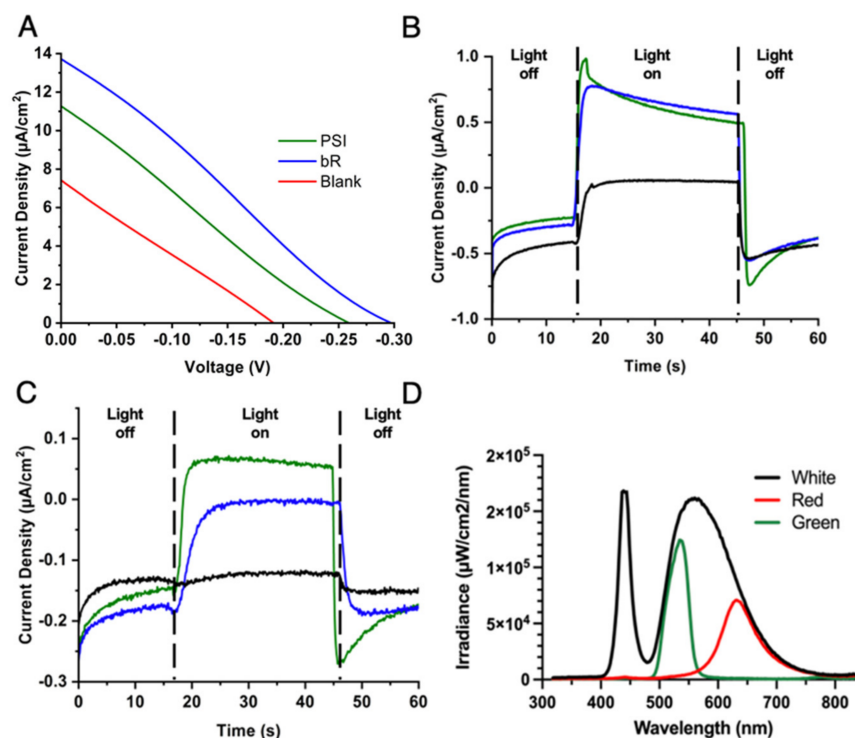 A
Current Density (µA/cm²)
14
12
10
8
6
4
2
0
0.00 -0.05 -0.10 -0.15 -0.20 -0.25 -0.30
Voltage (V)
PSI
bR
Blank
B
Current Density (µA/cm²)
1.0
0.5
0.0
-0.5
-1.0
0 10 20 30 40 50 60
Time (s)
Light
off
Light
on
Light
off
C
Current Density (µA/cm²)
0.1
0.0
-0.1
-0.2
-0.3
0 10 20 30 40 50 60
Time (s)
Light
off
Light
on
Light
off
D
Irradiance (µW/cm2/nm)
2×10⁵
2×10⁵
1×10⁵
5×10⁴
0
300 400 500 600 700 800
Wavelength (nm)
White
Red
Green